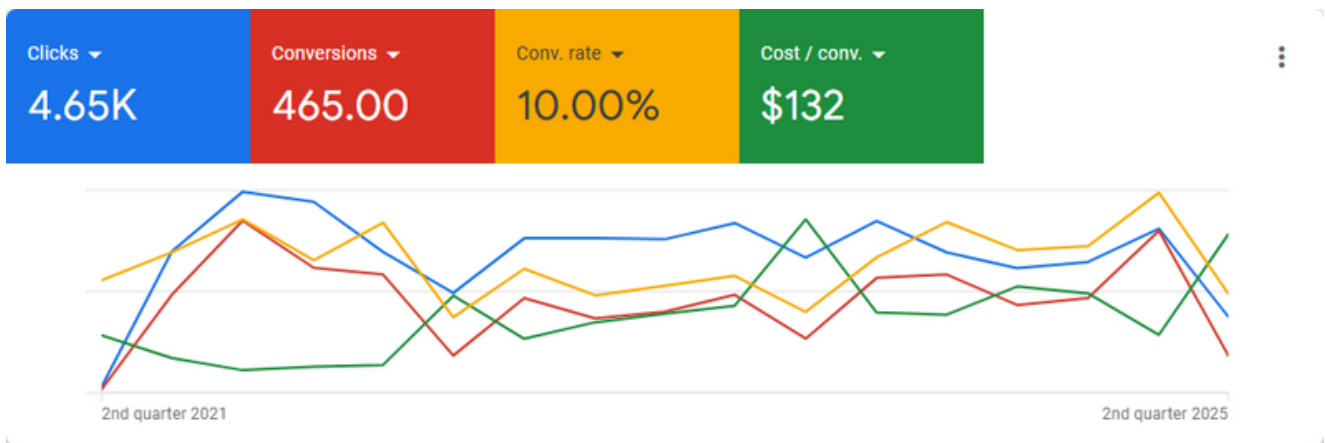 Clicks
Conversions
Conv. rate
Cost / conv.
4.65K
465.00
10.00%
$132
2nd quarter 2021
2nd quarter 2025